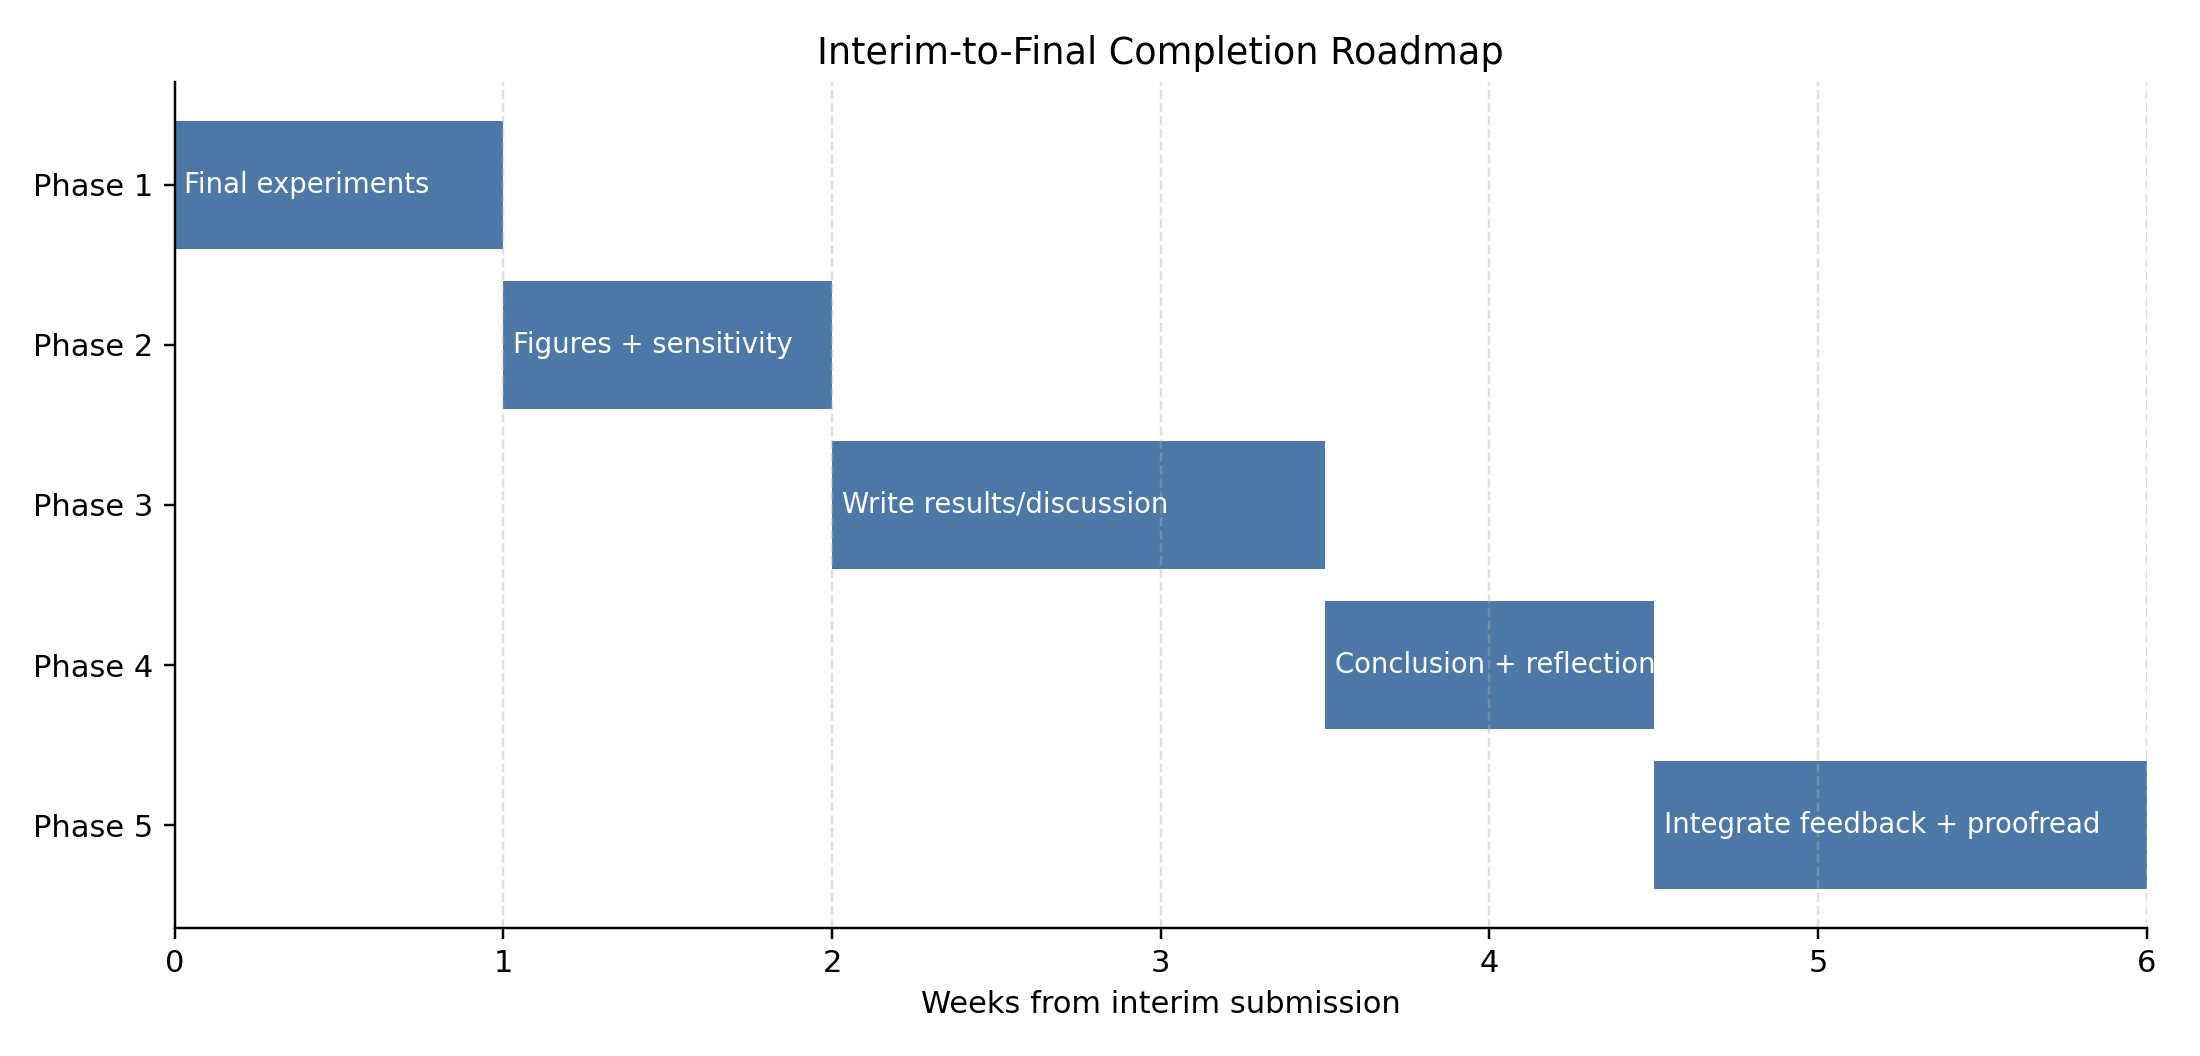 Interim-to-Final Completion Roadmap
Phase 1
Final experiments
Phase 2
Figures + sensitivity
Phase 3
Write results/discussion
Phase 4
Conclusion + reflection
Phase 5
Integrate feedback + proofread
0 1 2 3 4 5 6
Weeks from interim submission